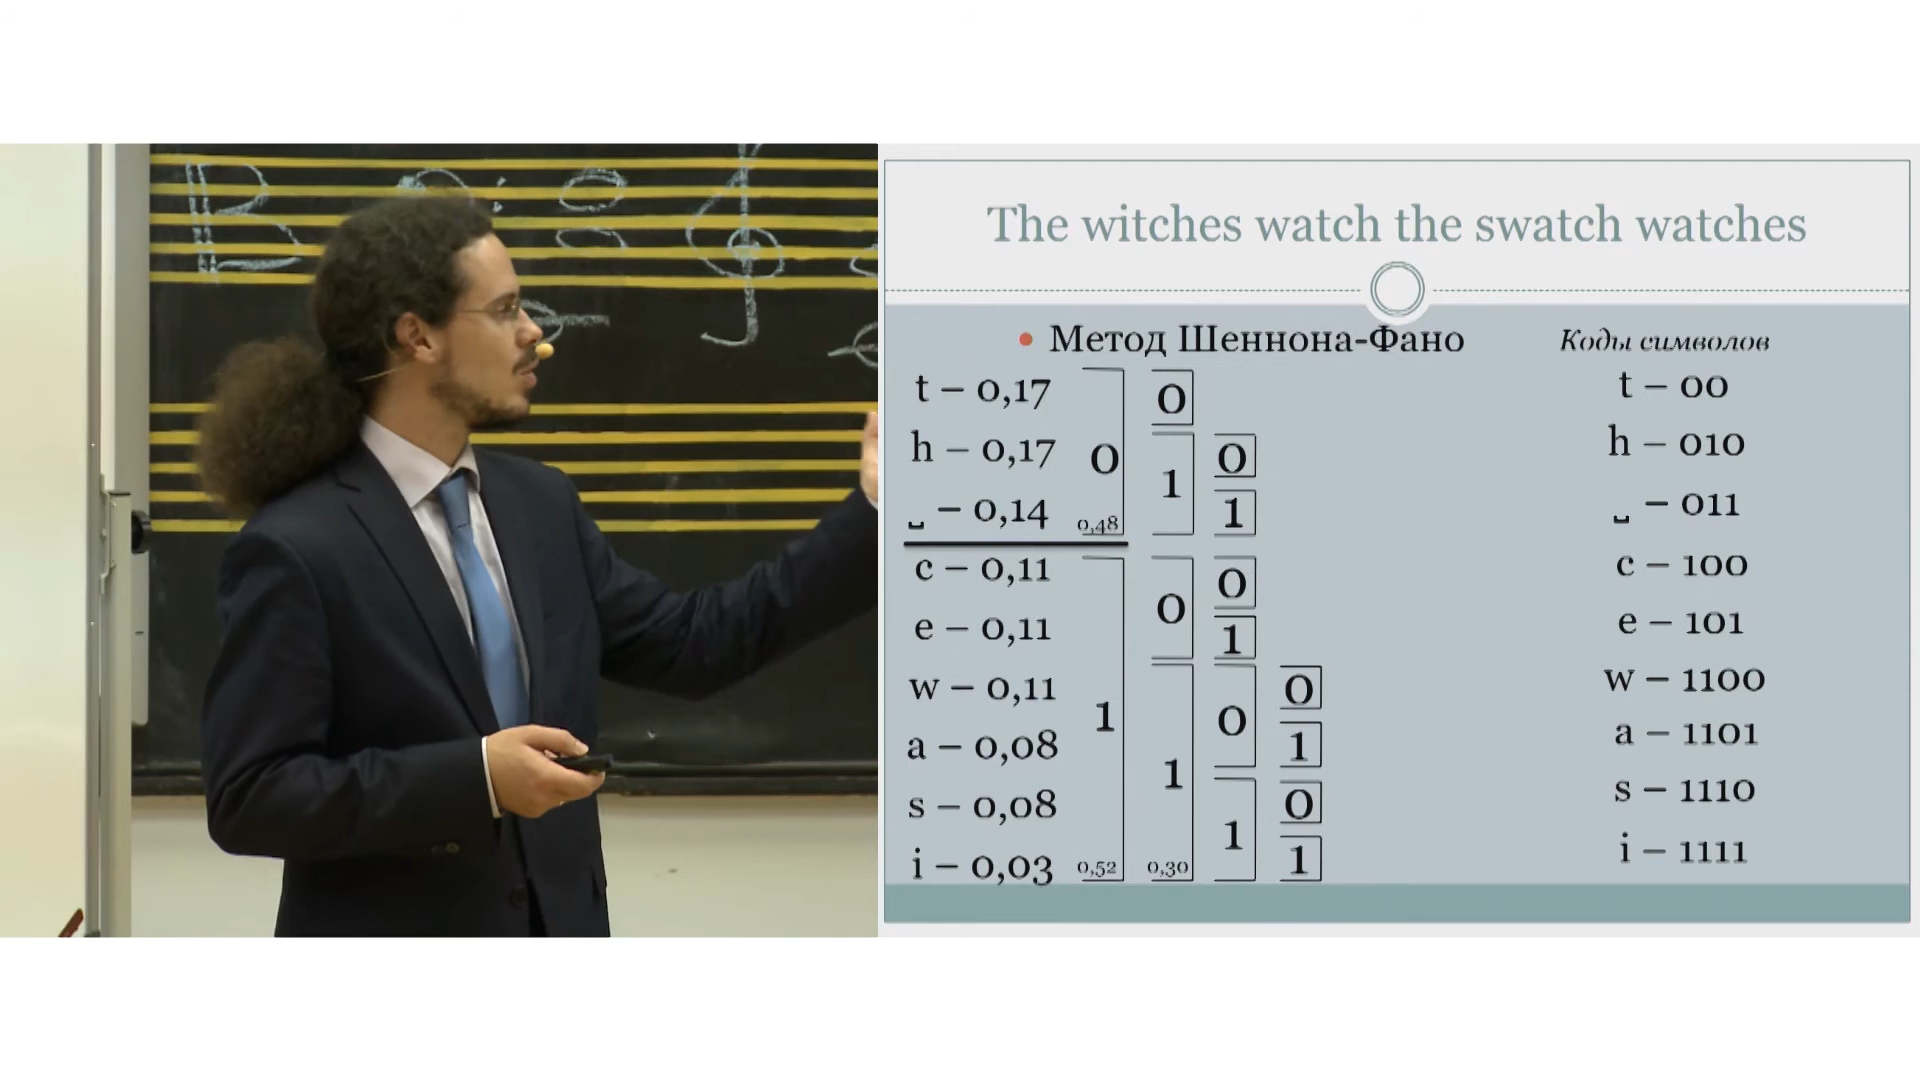 The witches watch the swatch watches
Метод Шеннона-Фано
Коды символов
t – 0,17
h – 0,17
˽ – 0,14
c – 0,11
e – 0,11
w – 0,11
a – 0,08
s – 0,08
i – 0,03
0
0,48
1
0,52
0
1
0
1
0,30
0
1
0
1
0
1
0
1
0
1
t – 00
h – 010
˽ – 011
c – 100
e – 101
w – 1100
a – 1101
s – 1110
i – 1111